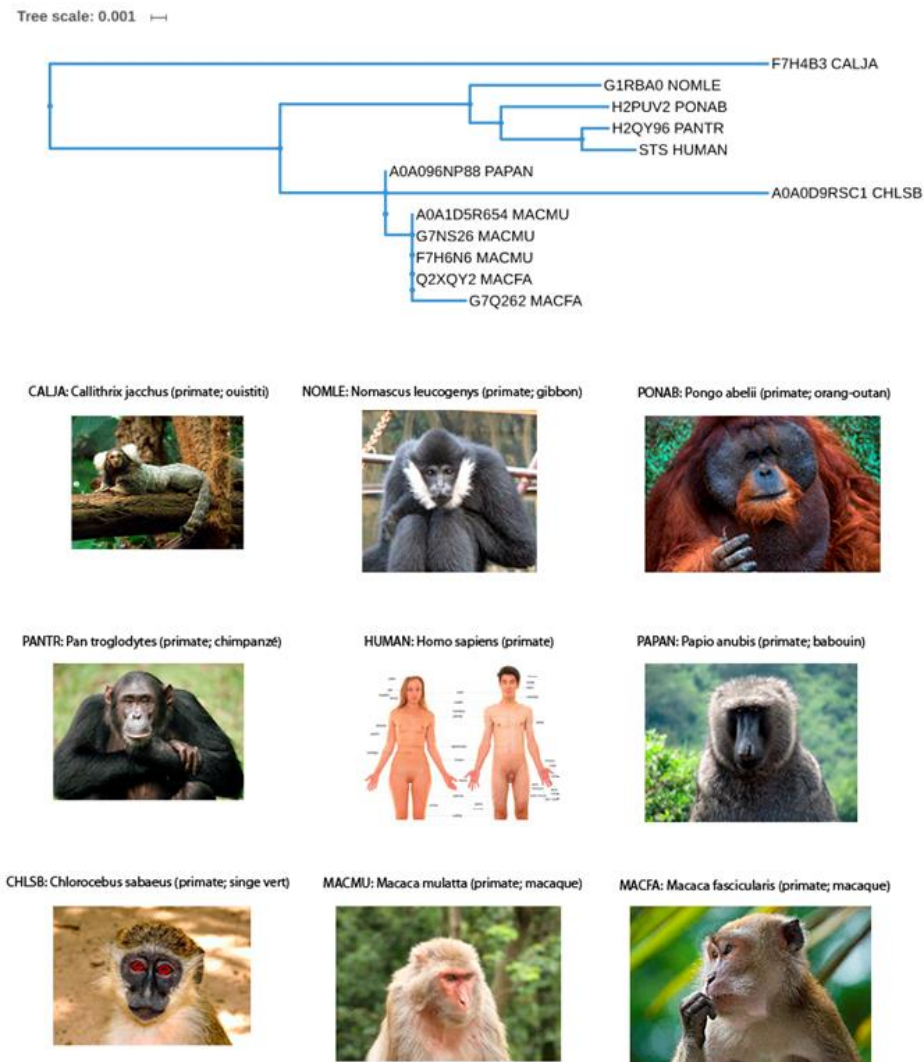 Tree scale: 0.001
F7H4B3 CALJA
G1RBA0 NOMLE
H2PUV2 PONAB
H2QY96 PANTR
STS HUMAN
A0A096NP88 PAPAN
A0A0D9RSC1 CHLSB
A0A1D5R654 MACMU
G7NS26 MACMU
F7H6N6 MACMU
Q2XQY2 MACFA
G7Q262 MACFA
CALJA: Callithrix jacchus (primate; ouistiti)
NOMLE: Nomascus leucogenys (primate; gibbon)
PONAB: Pongo abelii (primate; orang-outan)
PANTR: Pan troglodytes (primate; chimpanzé)
HUMAN: Homo sapiens (primate)
PAPAN: Papio anubis (primate; babouin)
CHLSB: Chlorocebus sabaeus (primate; singe vert)
MACMU: Macaca mulatta (primate; macaque)
MACFA: Macaca fascicularis (primate; macaque)